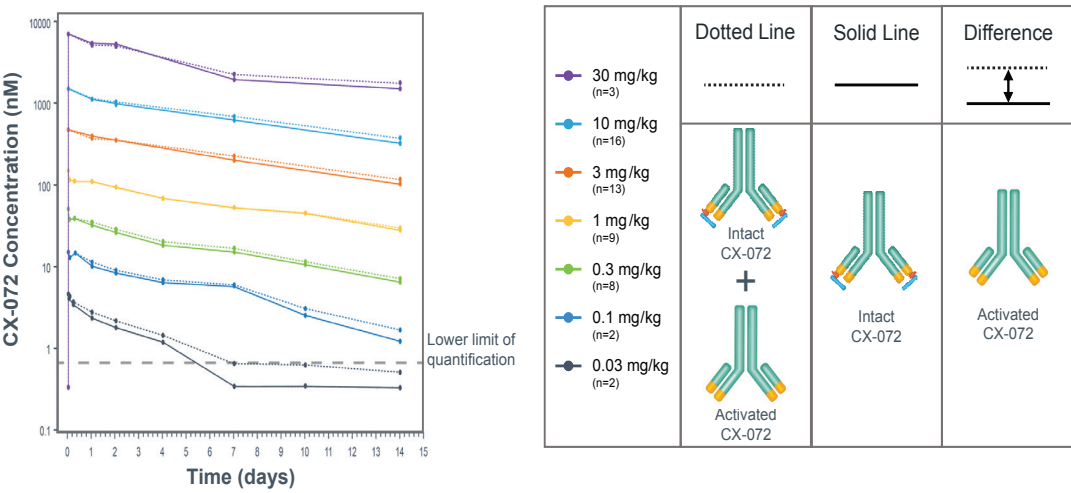 CX-072 Concentration (nM)
10000
1000
100
10
1
0.1
0 1 2 3 4 5 6 7 8 9 10 11 12 13 14 15
Time (days)
Lower limit of
quantification
30 mg/kg
(n=3)
10 mg/kg
(n=16)
3 mg/kg
(n=13)
1 mg/kg
(n=9)
0.3 mg/kg
(n=8)
0.1 mg/kg
(n=2)
0.03 mg/kg
(n=2)
Dotted Line
Intact
CX-072
+
Activated
CX-072
Solid Line
Intact
CX-072
Difference
Activated
CX-072